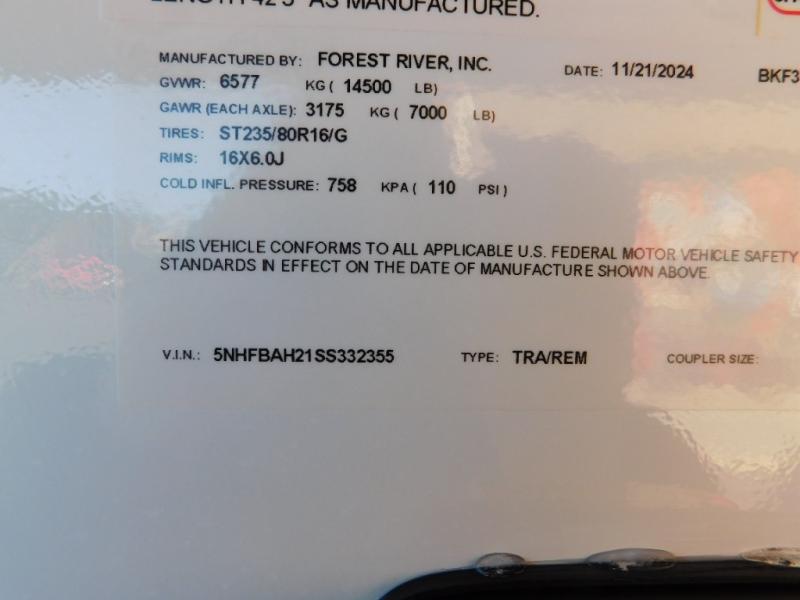 AS MANUFACTURED.
MANUFACTURED BY: FOREST RIVER, INC. DATE: 11/21/2024 BKF3
GVWR: 6577 KG ( 14500 LB)
GAWR (EACH AXLE): 3175 KG ( 7000 LB)
TIRES: ST235/80R16/G
RIMS: 16X6.0J
COLD INFL. PRESSURE: 758 KPA ( 110 PSI )
THIS VEHICLE CONFORMS TO ALL APPLICABLE U.S. FEDERAL MOTOR VEHICLE SAFETY
STANDARDS IN EFFECT ON THE DATE OF MANUFACTURE SHOWN ABOVE.
V.I.N.: 5NHFBAH21SS332355 TYPE: TRA/REM COUPLER SIZE: